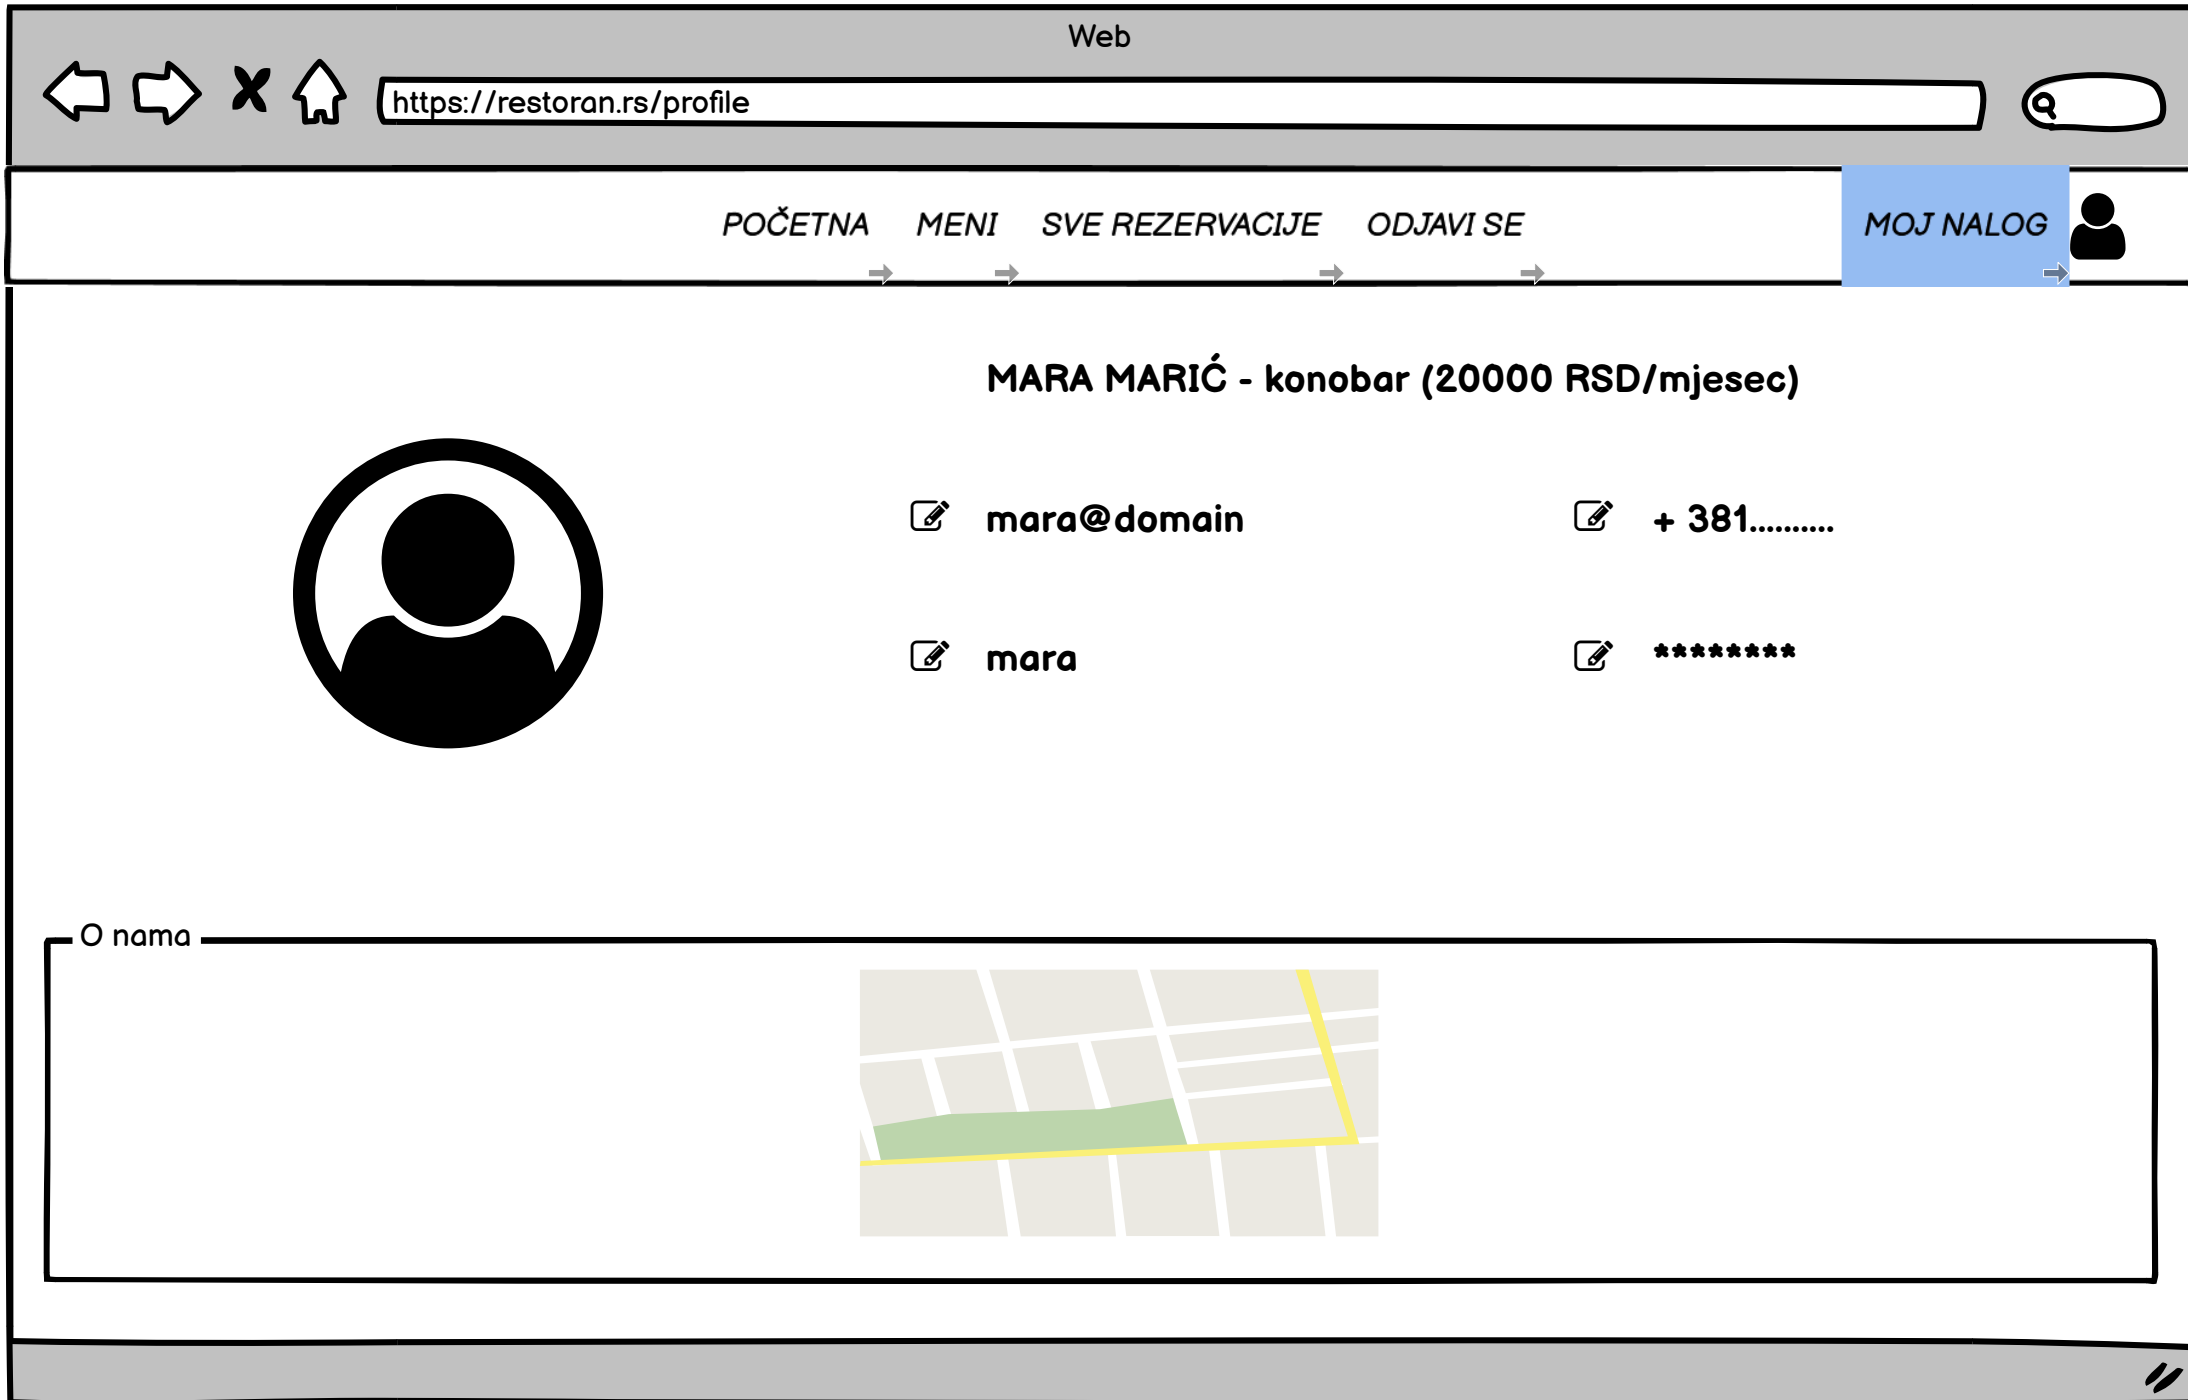 Web
https://restoran.rs/profile
POČETNA MENI SVE REZERVACIJE ODJAVI SE MOJ NALOG
MARA MARIĆ - konobar (20000 RSD/mjesec)
mara@domain + 381..........
mara ********
O nama